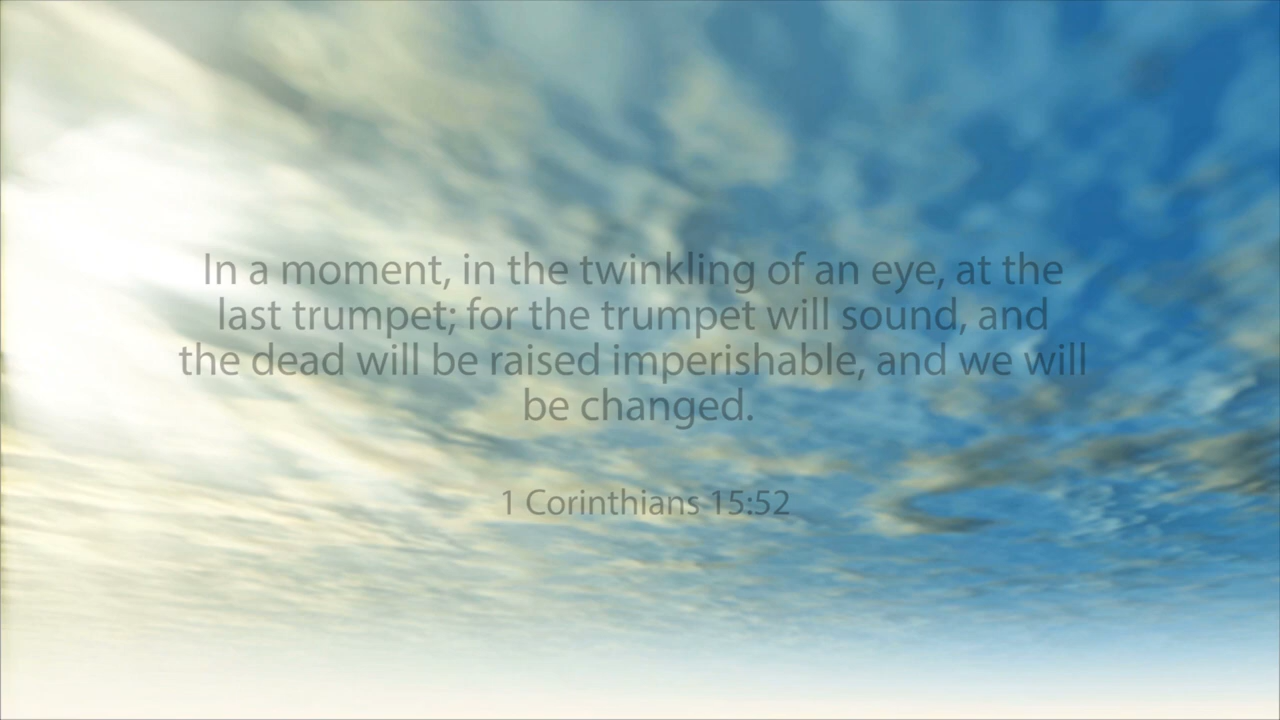 In a moment, in the twinkling of an eye, at the
last trumpet; for the trumpet will sound, and
the dead will be raised imperishable, and we will
be changed.
1 Corinthians 15:52